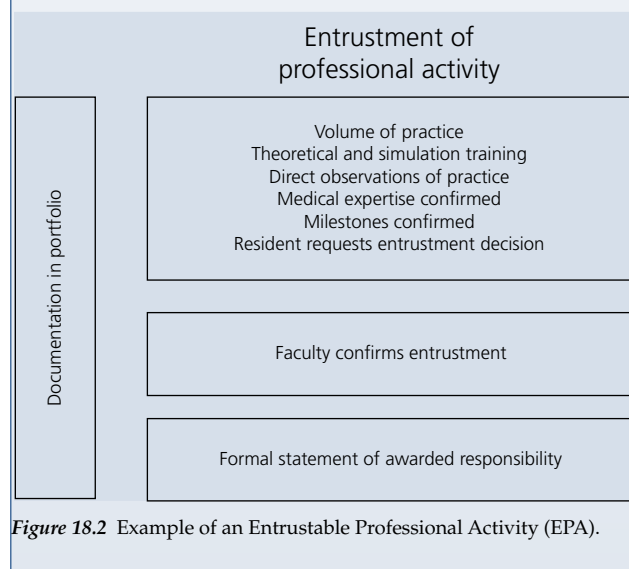 Entrustment of
professional activity
Documentation in portfolio
Volume of practice
Theoretical and simulation training
Direct observations of practice
Medical expertise confirmed
Milestones confirmed
Resident requests entrustment decision
Faculty confirms entrustment
Formal statement of awarded responsibility
Figure 18.2 Example of an Entrustable Professional Activity (EPA).